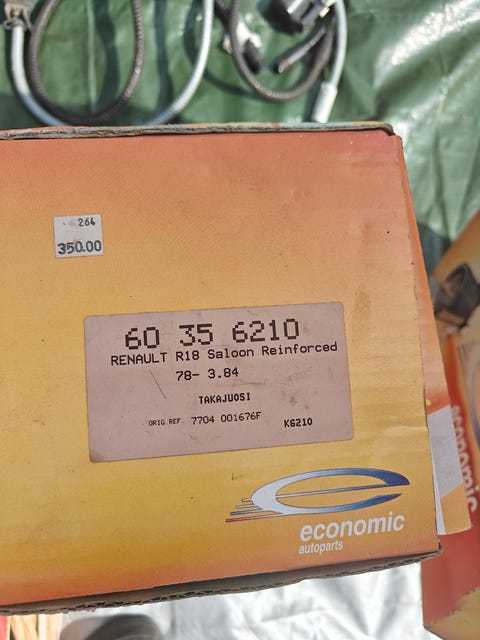 264
350.00
60 35 6210
RENAULT R18 Saloon Reinforced
78- 3.84
TAKAJUOSI
ORIG.REF. 7704 001676F K6210
economic
autoparts
economic